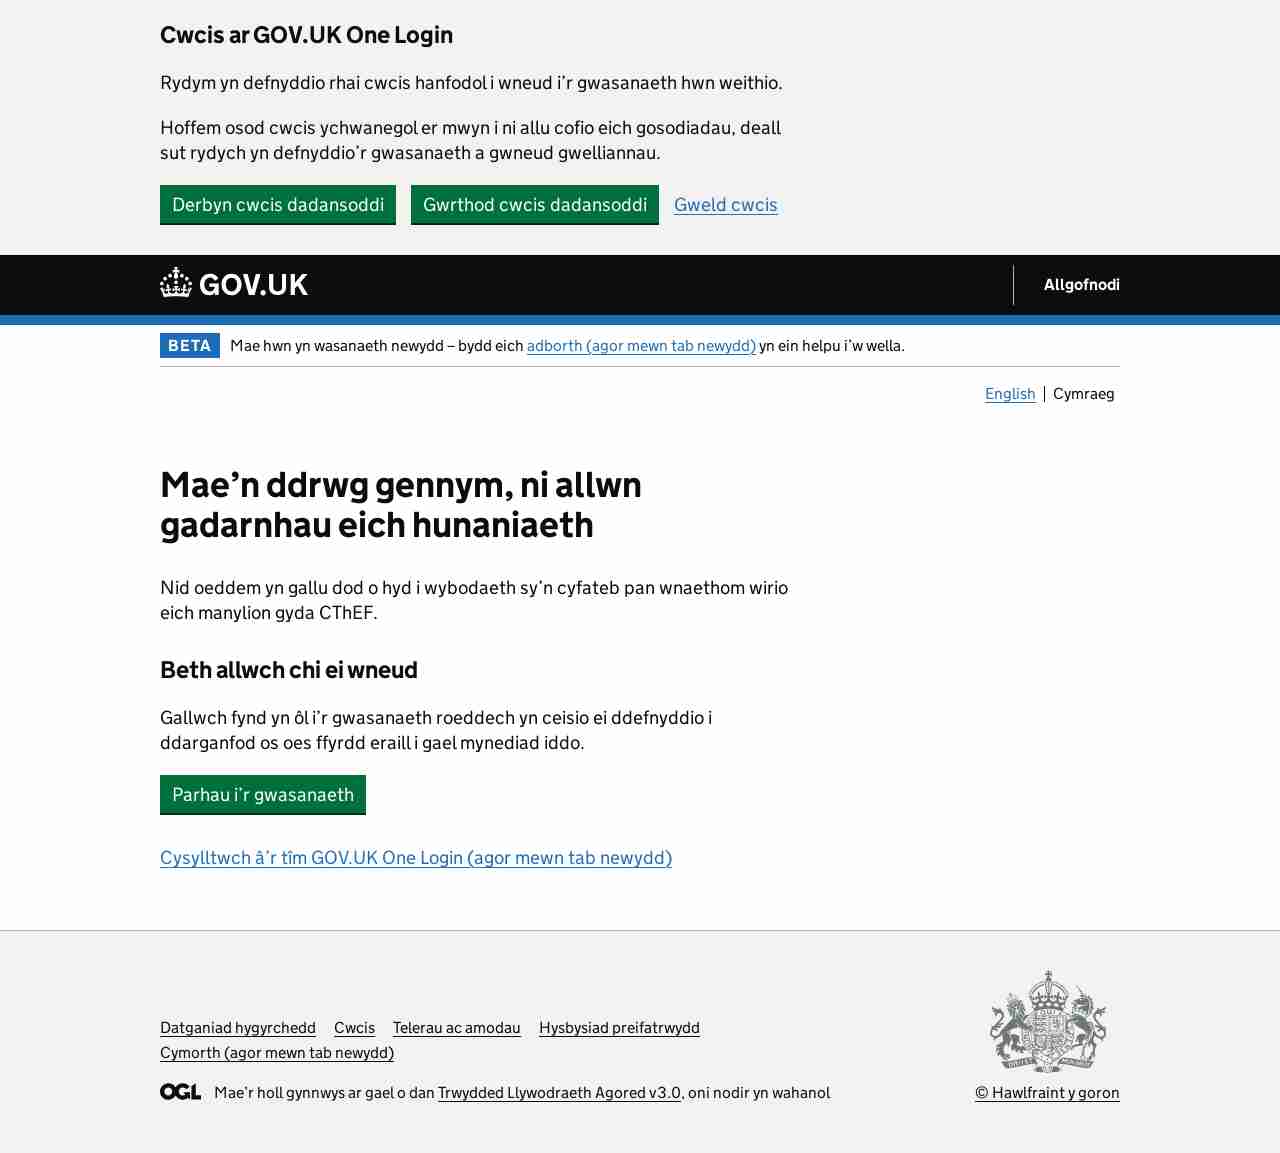 Cwcis ar GOV.UK One Login
Rydym yn defnyddio rhai cwcis hanfodol i wneud i’r gwasanaeth hwn weithio.
Hoffem osod cwcis ychwanegol er mwyn i ni allu cofio eich gosodiadau, deall
sut rydych yn defnyddio’r gwasanaeth a gwneud gwelliannau.
Derbyn cwcis dadansoddi Gwrthod cwcis dadansoddi Gweld cwcis
GOV.UK Allgofnodi
BETA Mae hwn yn wasanaeth newydd – bydd eich adborth (agor mewn tab newydd) yn ein helpu i’w wella.
English Cymraeg
Mae’n ddrwg gennym, ni allwn
gadarnhau eich hunaniaeth
Nid oeddem yn gallu dod o hyd i wybodaeth sy’n cyfateb pan wnaethom wirio
eich manylion gyda CThEF.
Beth allwch chi ei wneud
Gallwch fynd yn ôl i’r gwasanaeth roeddech yn ceisio ei ddefnyddio i
ddarganfod os oes ffyrdd eraill i gael mynediad iddo.
Parhau i’r gwasanaeth
Cysylltwch â’r tîm GOV.UK One Login (agor mewn tab newydd)
Datganiad hygyrchedd Cwcis Telerau ac amodau Hysbysiad preifatrwydd
Cymorth (agor mewn tab newydd)
OGL Mae’r holl gynnwys ar gael o dan Trwydded Llywodraeth Agored v3.0, oni nodir yn wahanol
© Hawlfraint y goron